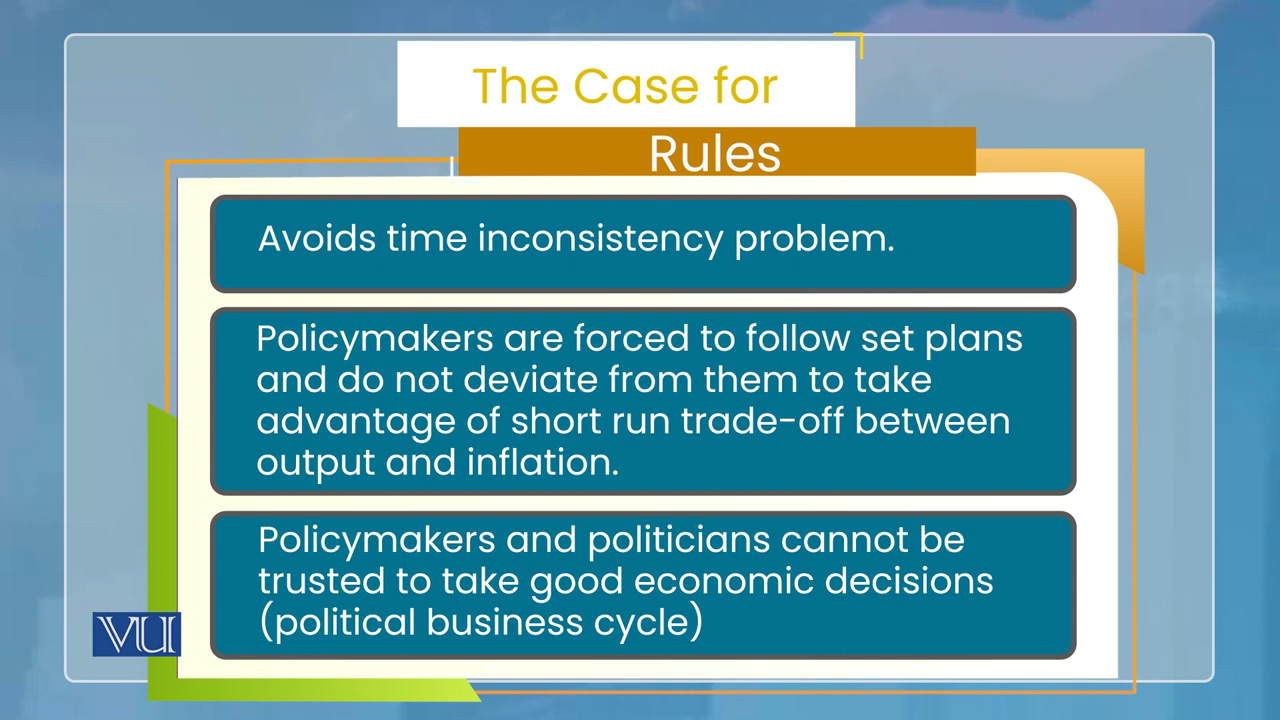 The Case for
Rules
Avoids time inconsistency problem.
Policymakers are forced to follow set plans
and do not deviate from them to take
advantage of short run trade-off between
output and inflation.
Policymakers and politicians cannot be
trusted to take good economic decisions
(political business cycle)
VU